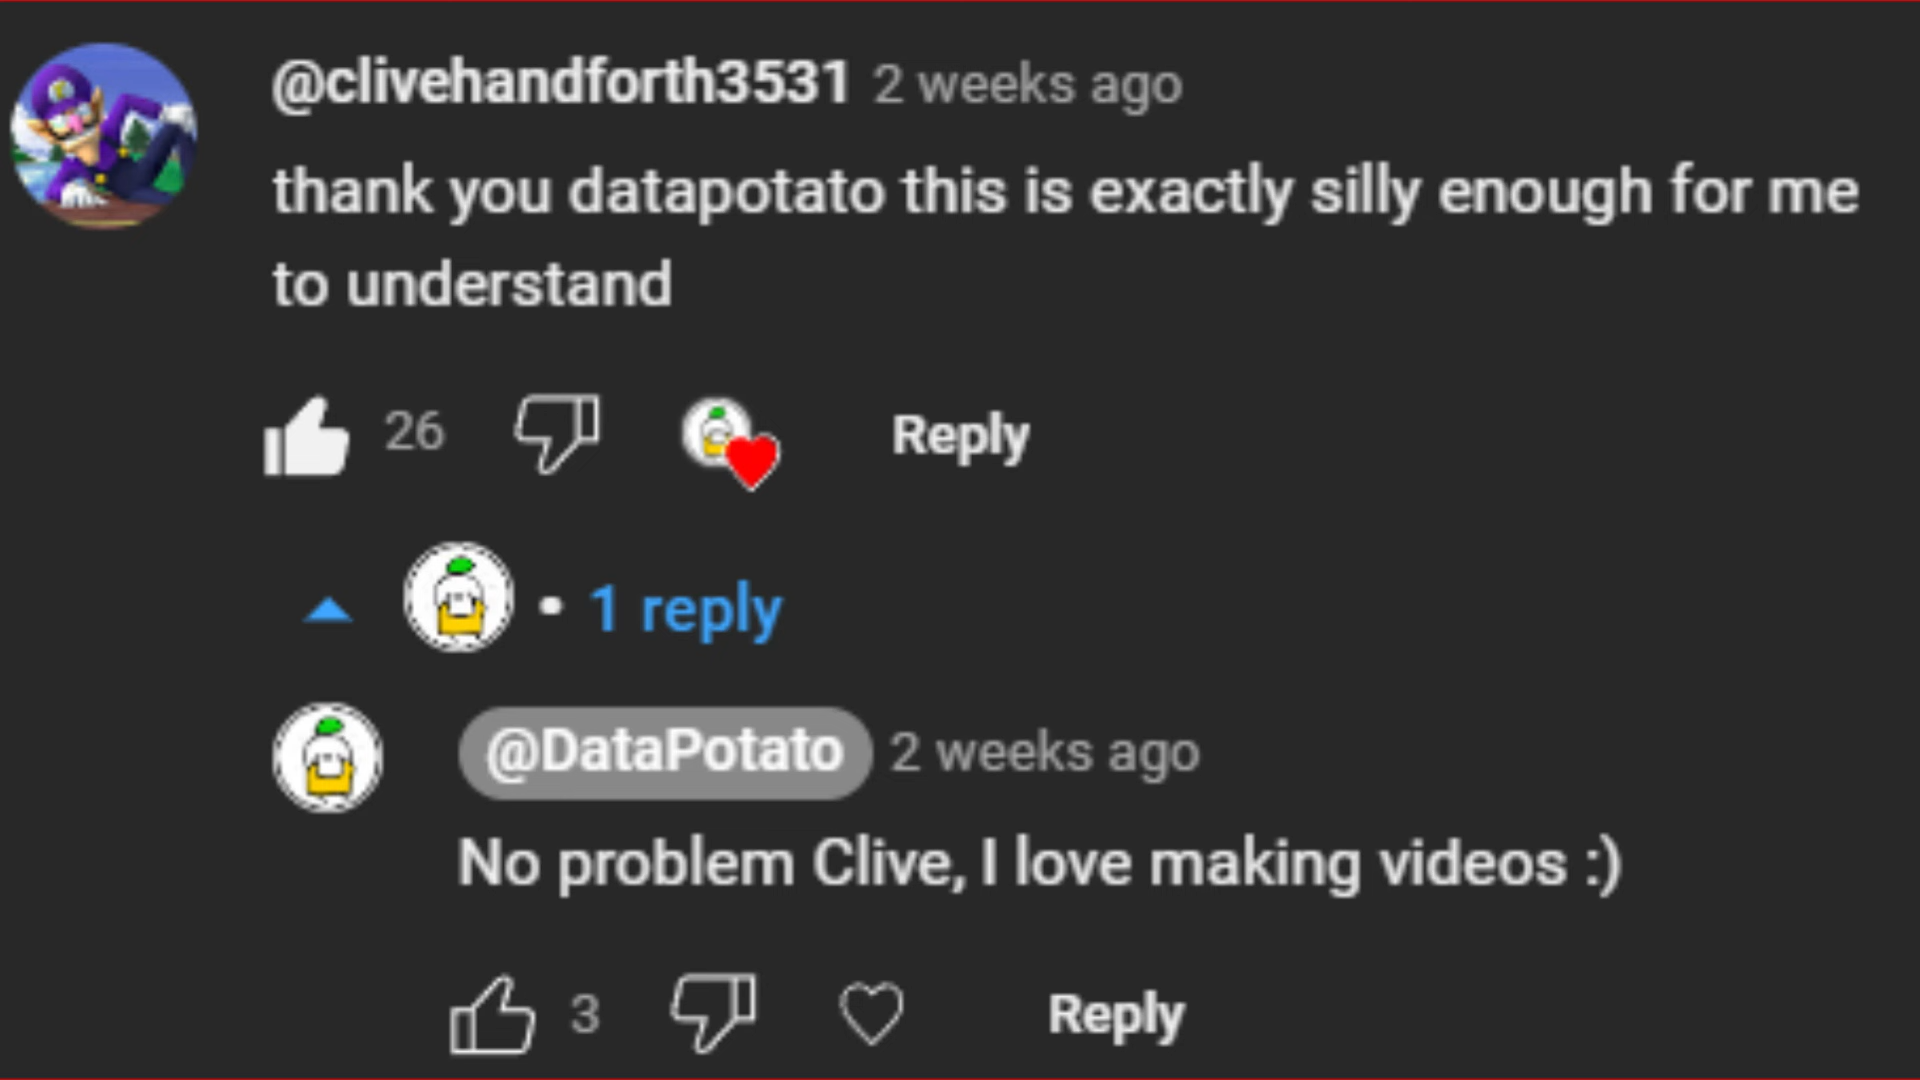 @clivehandforth3531 2 weeks ago
thank you datapotato this is exactly silly enough for me
to understand
26 Reply
• 1 reply
@DataPotato 2 weeks ago
No problem Clive, I love making videos :)
3 Reply